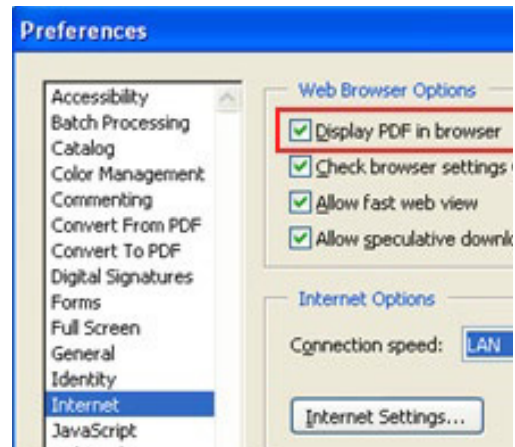 Preferences
Accessibility
Batch Processing
Catalog
Color Management
Commenting
Convert From PDF
Convert To PDF
Digital Signatures
Forms
Full Screen
General
Identity
Internet
JavaScript
Web Browser Options
Display PDF in browser
Check browser settings
Allow fast web view
Allow speculative
Internet Options
Connection speed: LAN
Internet Settings...